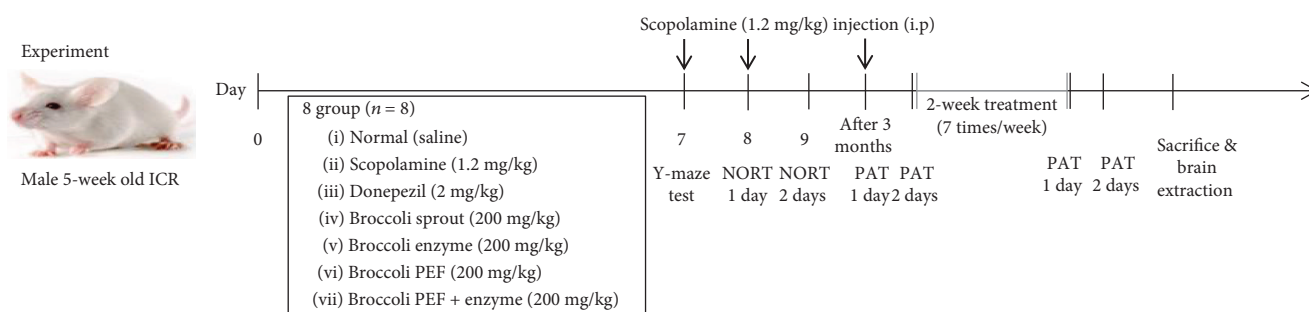 Scopolamine (1.2 mg/kg) injection (i.p)
Experiment
Male 5-week old ICR
Day
0
8 group (n = 8)
(i) Normal (saline)
(ii) Scopolamine (1.2 mg/kg)
(iii) Donepezil (2 mg/kg)
(iv) Broccoli sprout (200 mg/kg)
(v) Broccoli enzyme (200 mg/kg)
(vi) Broccoli PEF (200 mg/kg)
(vii) Broccoli PEF + enzyme (200 mg/kg)
7
Y-maze
test
8
NORT
1 day
9
NORT
2 days
After 3
months
PAT
1 day
PAT
2 days
2-week treatment
(7 times/week)
PAT
1 day
PAT
2 days
Sacrifice &
brain
extraction